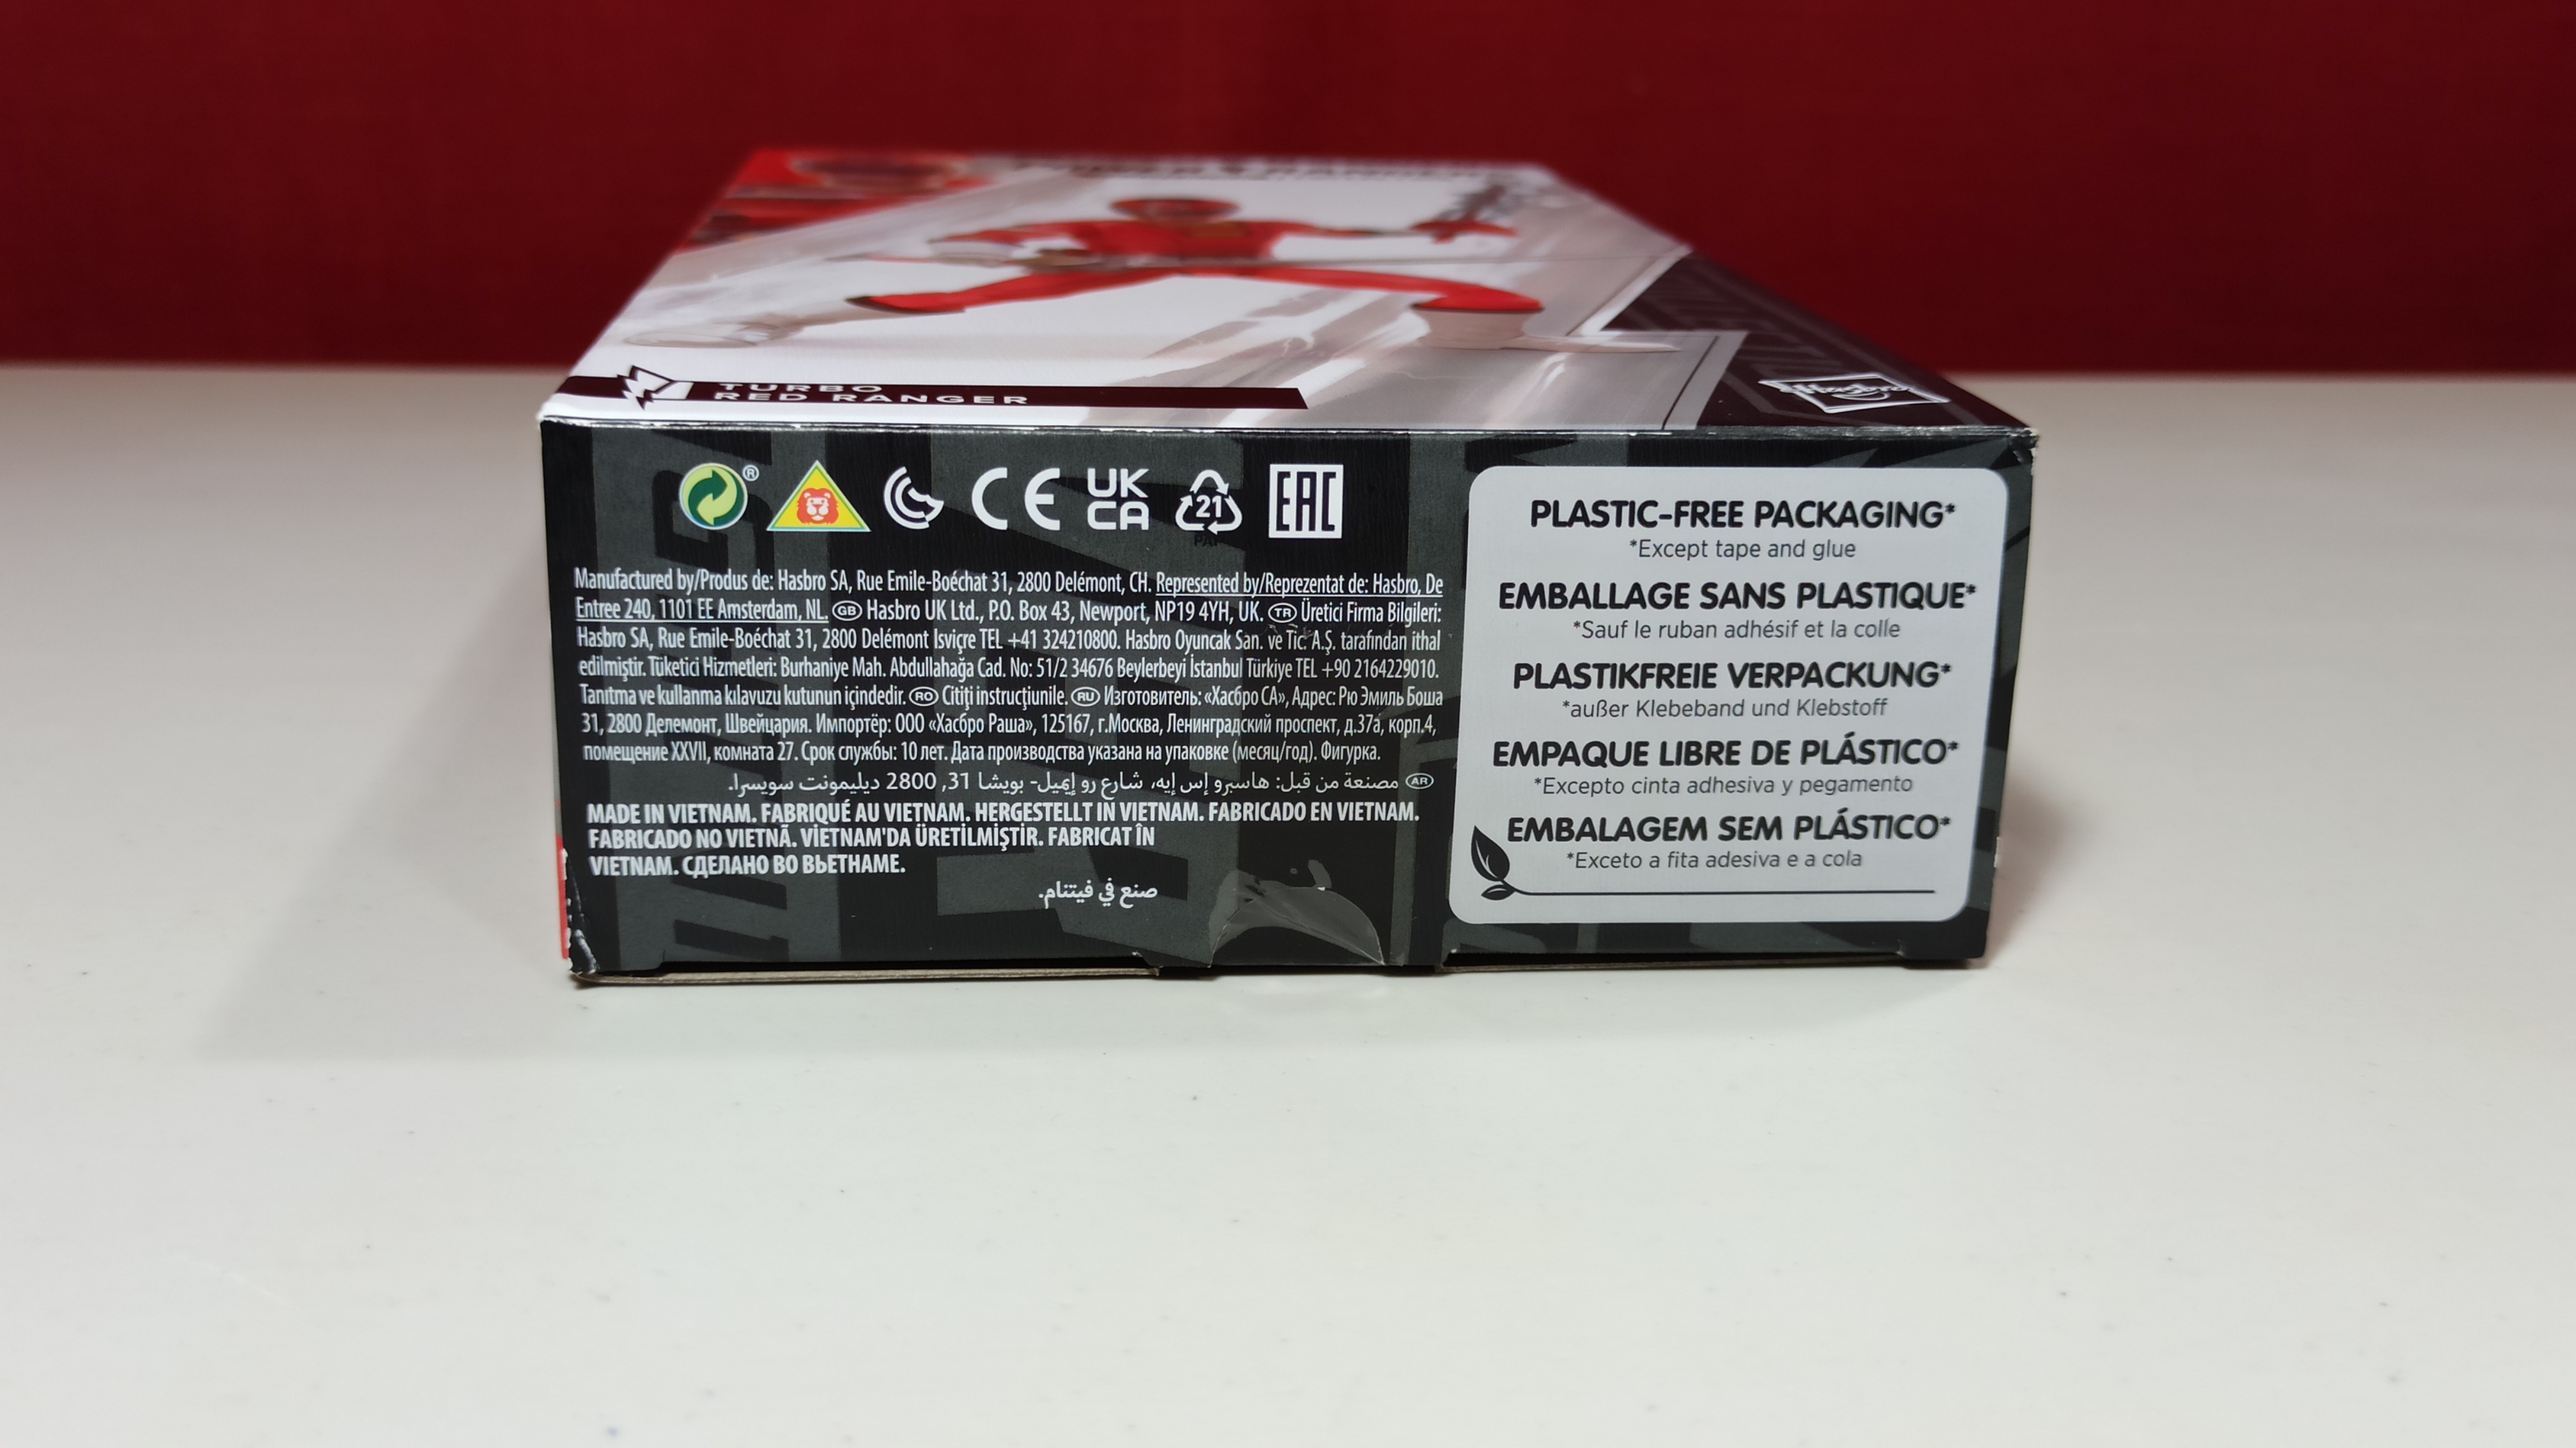 TURBO
RED RANGER
Hasbro
®
CE
UK
CA
21
PAP
EAC
Manufactured by/Produs de: Hasbro SA, Rue Emile-Boéchat 31, 2800 Delémont, CH. Represented by/Reprezentat de: Hasbro, De
Entree 240, 1101 EE Amsterdam, NL. GB Hasbro UK Ltd., P.O. Box 43, Newport, NP19 4YH, UK. TR Üretici Firma Bilgileri:
Hasbro SA, Rue Emile-Boéchat 31, 2800 Delémont Isviçre TEL +41 324210800. Hasbro Oyuncak San. ve Tic. A.Ş. tarafından ithal
edilmiştir. Tüketici Hizmetleri: Burhaniye Mah. Abdullahağa Cad. No: 51/2 34676 Beylerbeyi İstanbul Türkiye TEL +90 2164229010.
Tanıtma ve kullanma kılavuzu kutunun içindedir. RO Citiţi instrucţiunile. RU Изготовитель: «Хасбро СА», Адрес: Рю Эмиль Боша
31, 2800 Делемонт, Швейцария. Импортёр: ООО «Хасбро Раша», 125167, г.Москва, Ленинградский проспект, д.37а, корп.4,
помещение XXVII, комната 27. Срок службы: 10 лет. Дата производства указана на упаковке (месяц/год). Фигурка.
AR مصنعة من قبل: هاسبرو إس إيه، شارع رو إيميل- بويشا 31, 2800 ديليمونت سويسرا.
MADE IN VIETNAM. FABRIQUÉ AU VIETNAM. HERGESTELLT IN VIETNAM. FABRICADO EN VIETNAM.
FABRICADO NO VIETNÃ. VİETNAM'DA ÜRETİLMİŞTİR. FABRICAT ÎN
VIETNAM. СДЕЛАНО ВО ВЬЕТНАМЕ.
صنع في فيتنام.
PLASTIC-FREE PACKAGING*
*Except tape and glue
EMBALLAGE SANS PLASTIQUE*
*Sauf le ruban adhésif et la colle
PLASTIKFREIE VERPACKUNG*
*außer Klebeband und Klebstoff
EMPAQUE LIBRE DE PLÁSTICO*
*Excepto cinta adhesiva y pegamento
EMBALAGEM SEM PLÁSTICO*
*Exceto a fita adesiva e a cola